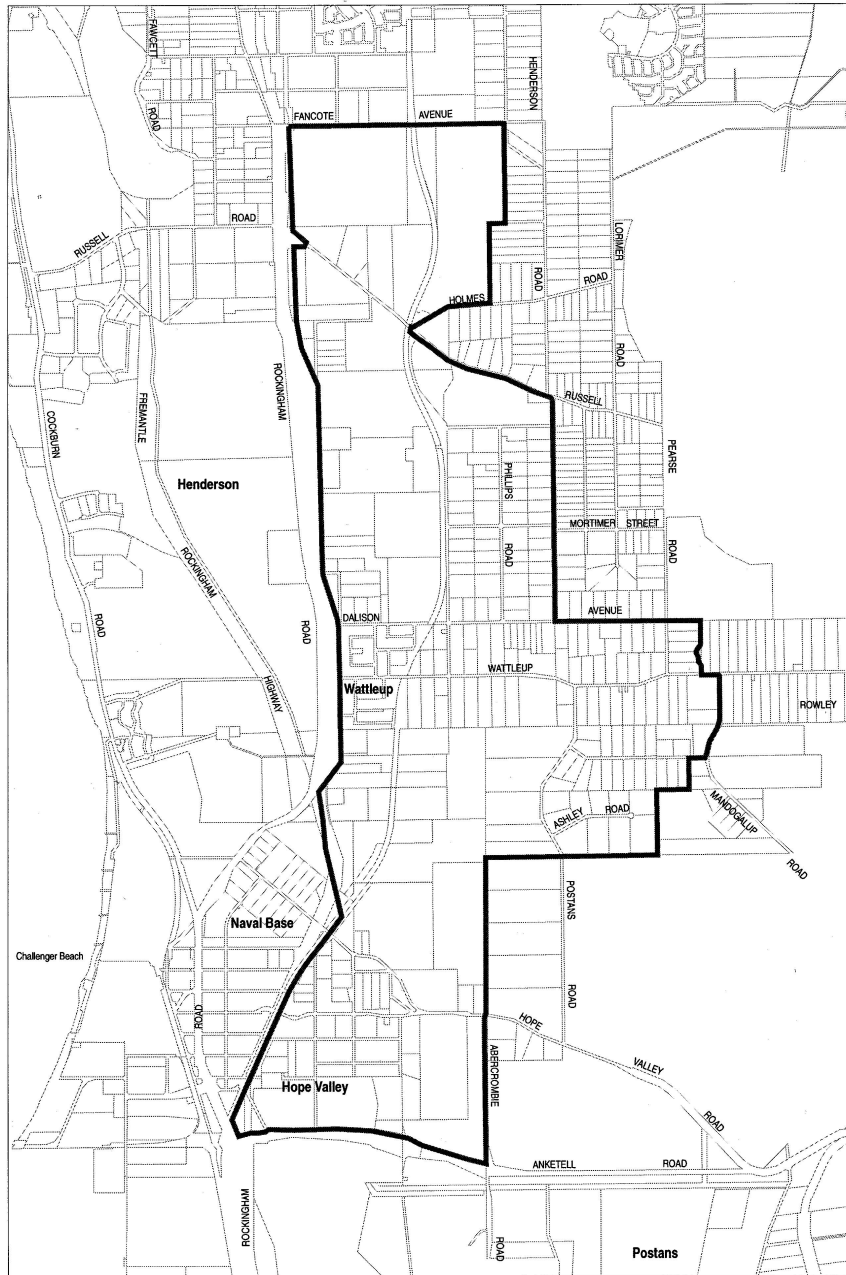 FAWCETT
ROAD
HENDERSON
ROAD
FANCOTE AVENUE
ROAD
RUSSELL
LORIMER
ROAD
HOLMES ROAD
ROCKINGHAM
ROAD
FREMANTLE
ROCKINGHAM
HIGHWAY
COCKBURN
ROAD
RUSSELL
PEARSE
ROAD
PHILLIPS
ROAD
Henderson
MORTIMER STREET
DALISON AVENUE
WATTLEUP
Wattleup
ROWLEY
MANDOGALUP
ROAD
ASHLEY ROAD
POSTANS
ROAD
Naval Base
Challenger Beach
ROAD
HOPE
VALLEY
ROAD
ABERCROMBIE
ROAD
Hope Valley
ANKETELL ROAD
ROCKINGHAM
Postans